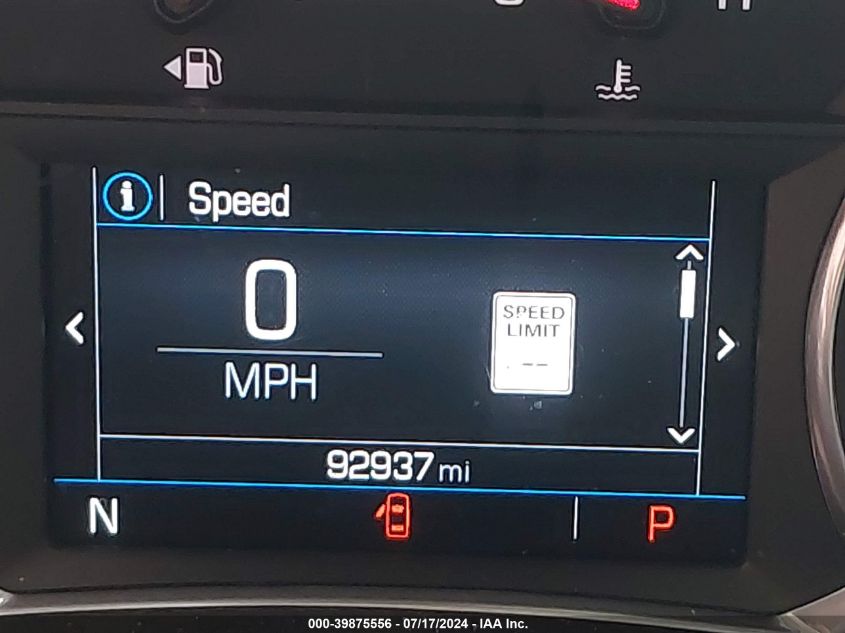 Speed
0
MPH
SPEED
LIMIT
--
92937 mi
N
P
000-39875556 - 07/17/2024 - IAA Inc.